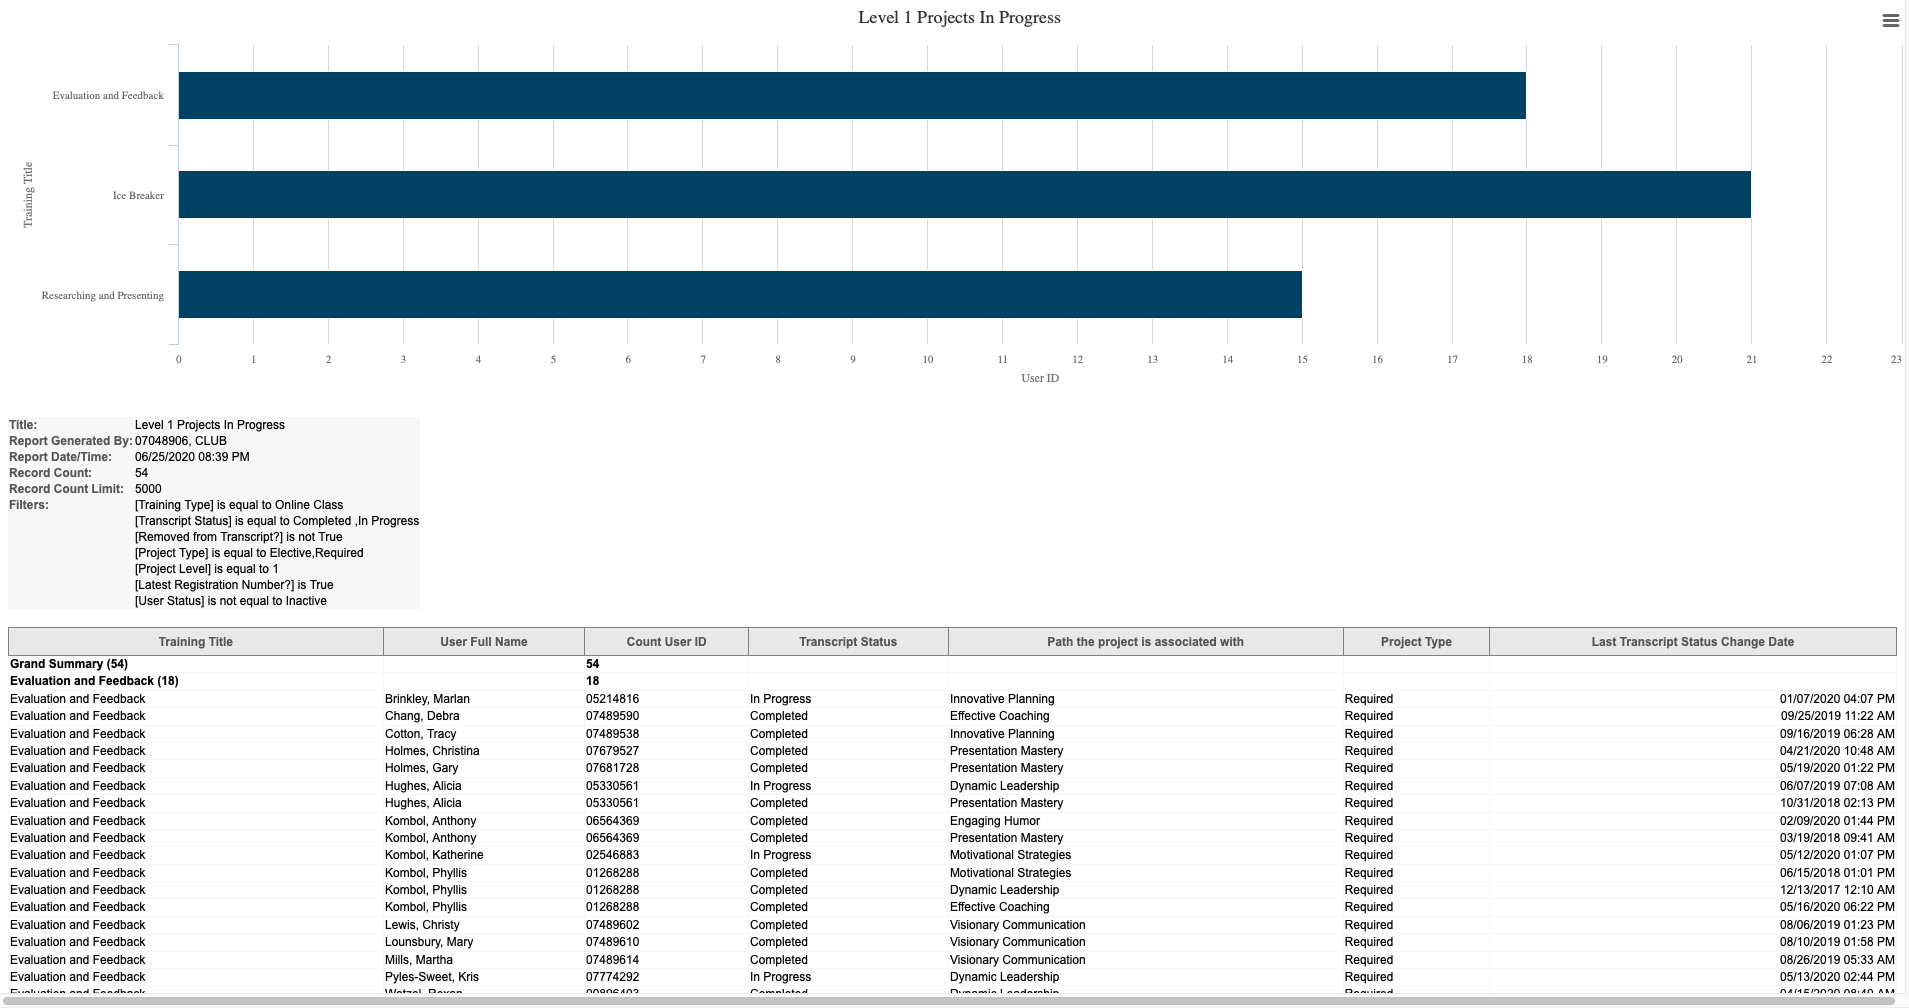 Level 1 Projects In Progress
Training Title
Evaluation and Feedback
Ice Breaker
Researching and Presenting
0 1 2 3 4 5 6 7 8 9 10 11 12 13 14 15 16 17 18 19 20 21 22 23
User ID
Title: Level 1 Projects In Progress
Report Generated By: 07048906, CLUB
Report Date/Time: 06/25/2020 08:39 PM
Record Count: 54
Record Count Limit: 5000
Filters: [Training Type] is equal to Online Class
[Transcript Status] is equal to Completed ,In Progress
[Removed from Transcript?] is not True
[Project Type] is equal to Elective,Required
[Project Level] is equal to 1
[Latest Registration Number?] is True
[User Status] is not equal to Inactive
Training Title User Full Name Count User ID Transcript Status Path the project is associated with Project Type Last Transcript Status Change Date
Grand Summary (54) 54
Evaluation and Feedback (18) 18
Evaluation and Feedback Brinkley, Marlan 05214816 In Progress Innovative Planning Required 01/07/2020 04:07 PM
Evaluation and Feedback Chang, Debra 07489590 Completed Effective Coaching Required 09/25/2019 11:22 AM
Evaluation and Feedback Cotton, Tracy 07489538 Completed Innovative Planning Required 09/16/2019 06:28 AM
Evaluation and Feedback Holmes, Christina 07679527 Completed Presentation Mastery Required 04/21/2020 10:48 AM
Evaluation and Feedback Holmes, Gary 07681728 Completed Presentation Mastery Required 05/19/2020 01:22 PM
Evaluation and Feedback Hughes, Alicia 05330561 In Progress Dynamic Leadership Required 06/07/2019 07:08 AM
Evaluation and Feedback Hughes, Alicia 05330561 Completed Presentation Mastery Required 10/31/2018 02:13 PM
Evaluation and Feedback Kombol, Anthony 06564369 Completed Engaging Humor Required 02/09/2020 01:44 PM
Evaluation and Feedback Kombol, Anthony 06564369 Completed Presentation Mastery Required 03/19/2018 09:41 AM
Evaluation and Feedback Kombol, Katherine 02546883 In Progress Motivational Strategies Required 05/12/2020 01:07 PM
Evaluation and Feedback Kombol, Phyllis 01268288 Completed Motivational Strategies Required 06/15/2018 01:01 PM
Evaluation and Feedback Kombol, Phyllis 01268288 Completed Dynamic Leadership Required 12/13/2017 12:10 AM
Evaluation and Feedback Kombol, Phyllis 01268288 Completed Effective Coaching Required 05/16/2020 06:22 PM
Evaluation and Feedback Lewis, Christy 07489602 Completed Visionary Communication Required 08/06/2019 01:23 PM
Evaluation and Feedback Lounsbury, Mary 07489610 Completed Visionary Communication Required 08/10/2019 01:58 PM
Evaluation and Feedback Mills, Martha 07489614 Completed Visionary Communication Required 08/26/2019 05:33 AM
Evaluation and Feedback Pyles-Sweet, Kris 07774292 In Progress Dynamic Leadership Required 05/13/2020 02:44 PM
Evaluation and Feedback Completed Dynamic Leadership Required